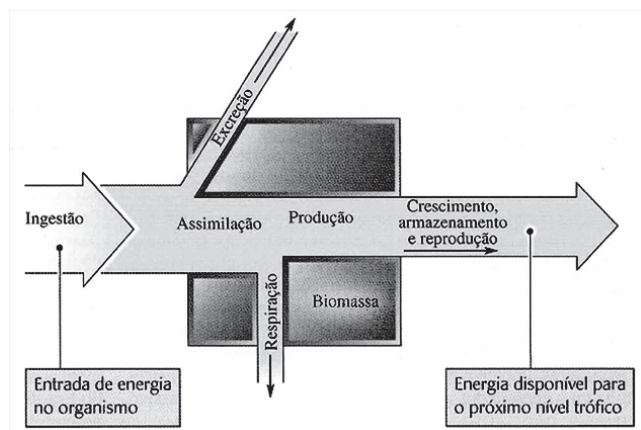 Excreção
Ingestão
Assimilação
Produção
Crescimento,
armazenamento
e reprodução
Respiração
Biomassa
Entrada de energia
no organismo
Energia disponível para
o próximo nível trófico